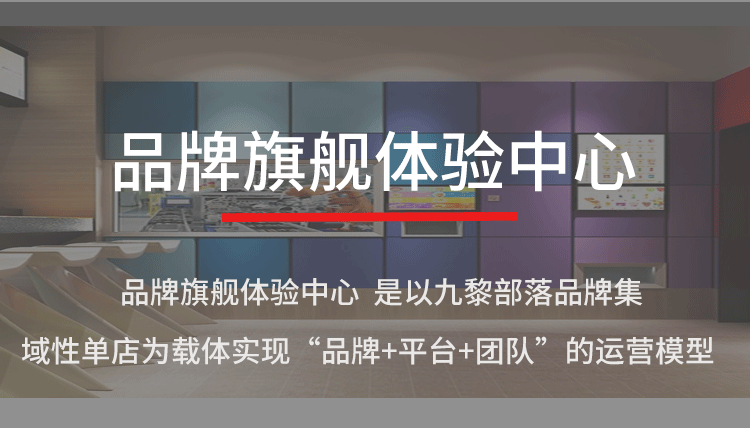 品牌旗舰体验中心
品牌旗舰体验中心 是以九黎部落品牌集
域性单店为载体实现“品牌+平台+团队”的运营模型